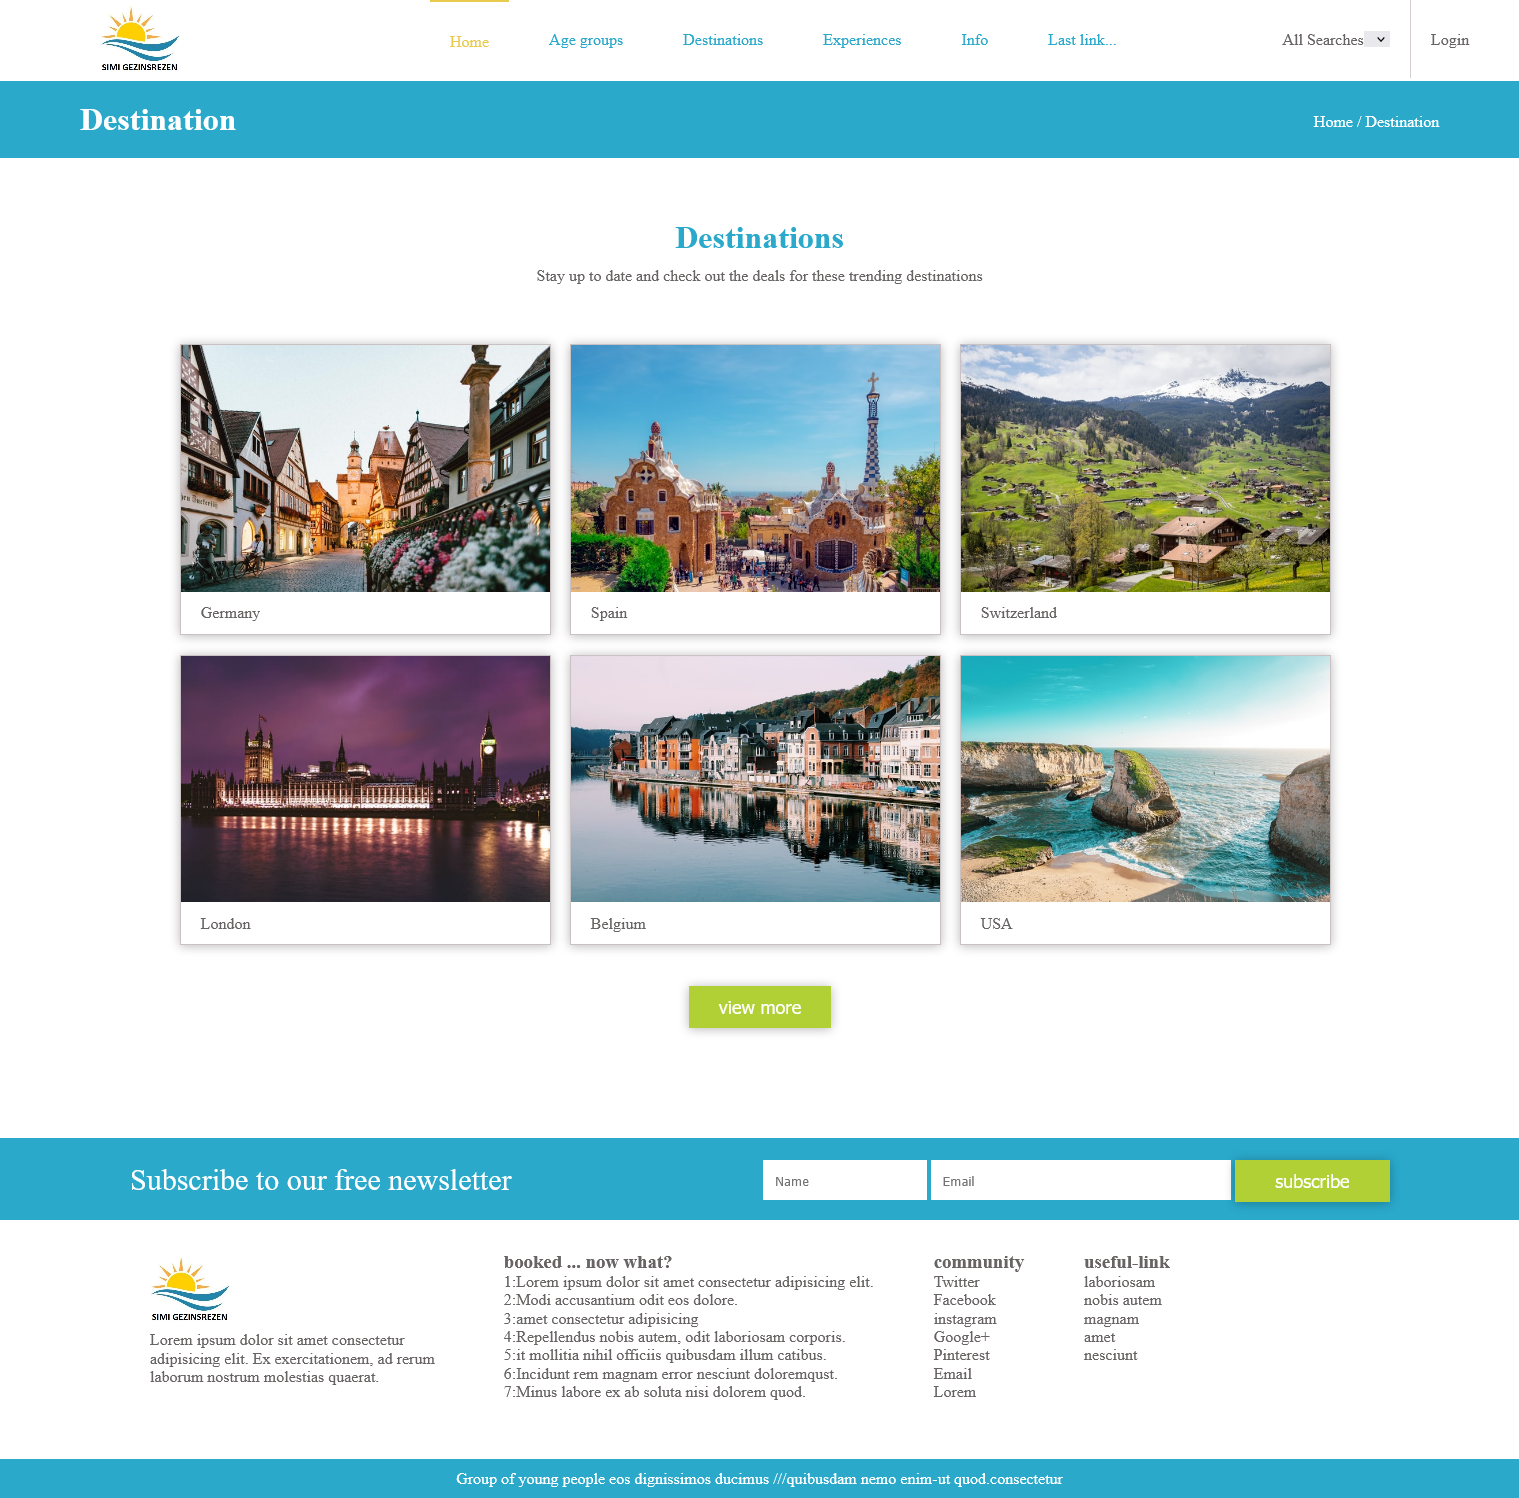 SIMI GEZINSREZEN
Home
Age groups
Destinations
Experiences
Info
Last link...
All Searches
Login
Destination
Home / Destination
Destinations
Stay up to date and check out the deals for these trending destinations
Germany
Spain
Switzerland
London
Belgium
USA
view more
Subscribe to our free newsletter
Name
Email
subscribe
SIMI GEZINSREZEN
Lorem ipsum dolor sit amet consectetur
adipisicing elit. Ex exercitationem, ad rerum
laborum nostrum molestias quaerat.
booked ... now what?
1:Lorem ipsum dolor sit amet consectetur adipisicing elit.
2:Modi accusantium odit eos dolore.
3:amet consectetur adipisicing
4:Repellendus nobis autem, odit laboriosam corporis.
5:it mollitia nihil officiis quibusdam illum catibus.
6:Incidunt rem magnam error nesciunt doloremqust.
7:Minus labore ex ab soluta nisi dolorem quod.
community
Twitter
Facebook
instagram
Google+
Pinterest
Email
Lorem
useful-link
laboriosam
nobis autem
magnam
amet
nesciunt
Group of young people eos dignissimos ducimus ///quibusdam nemo enim-ut quod.consectetur